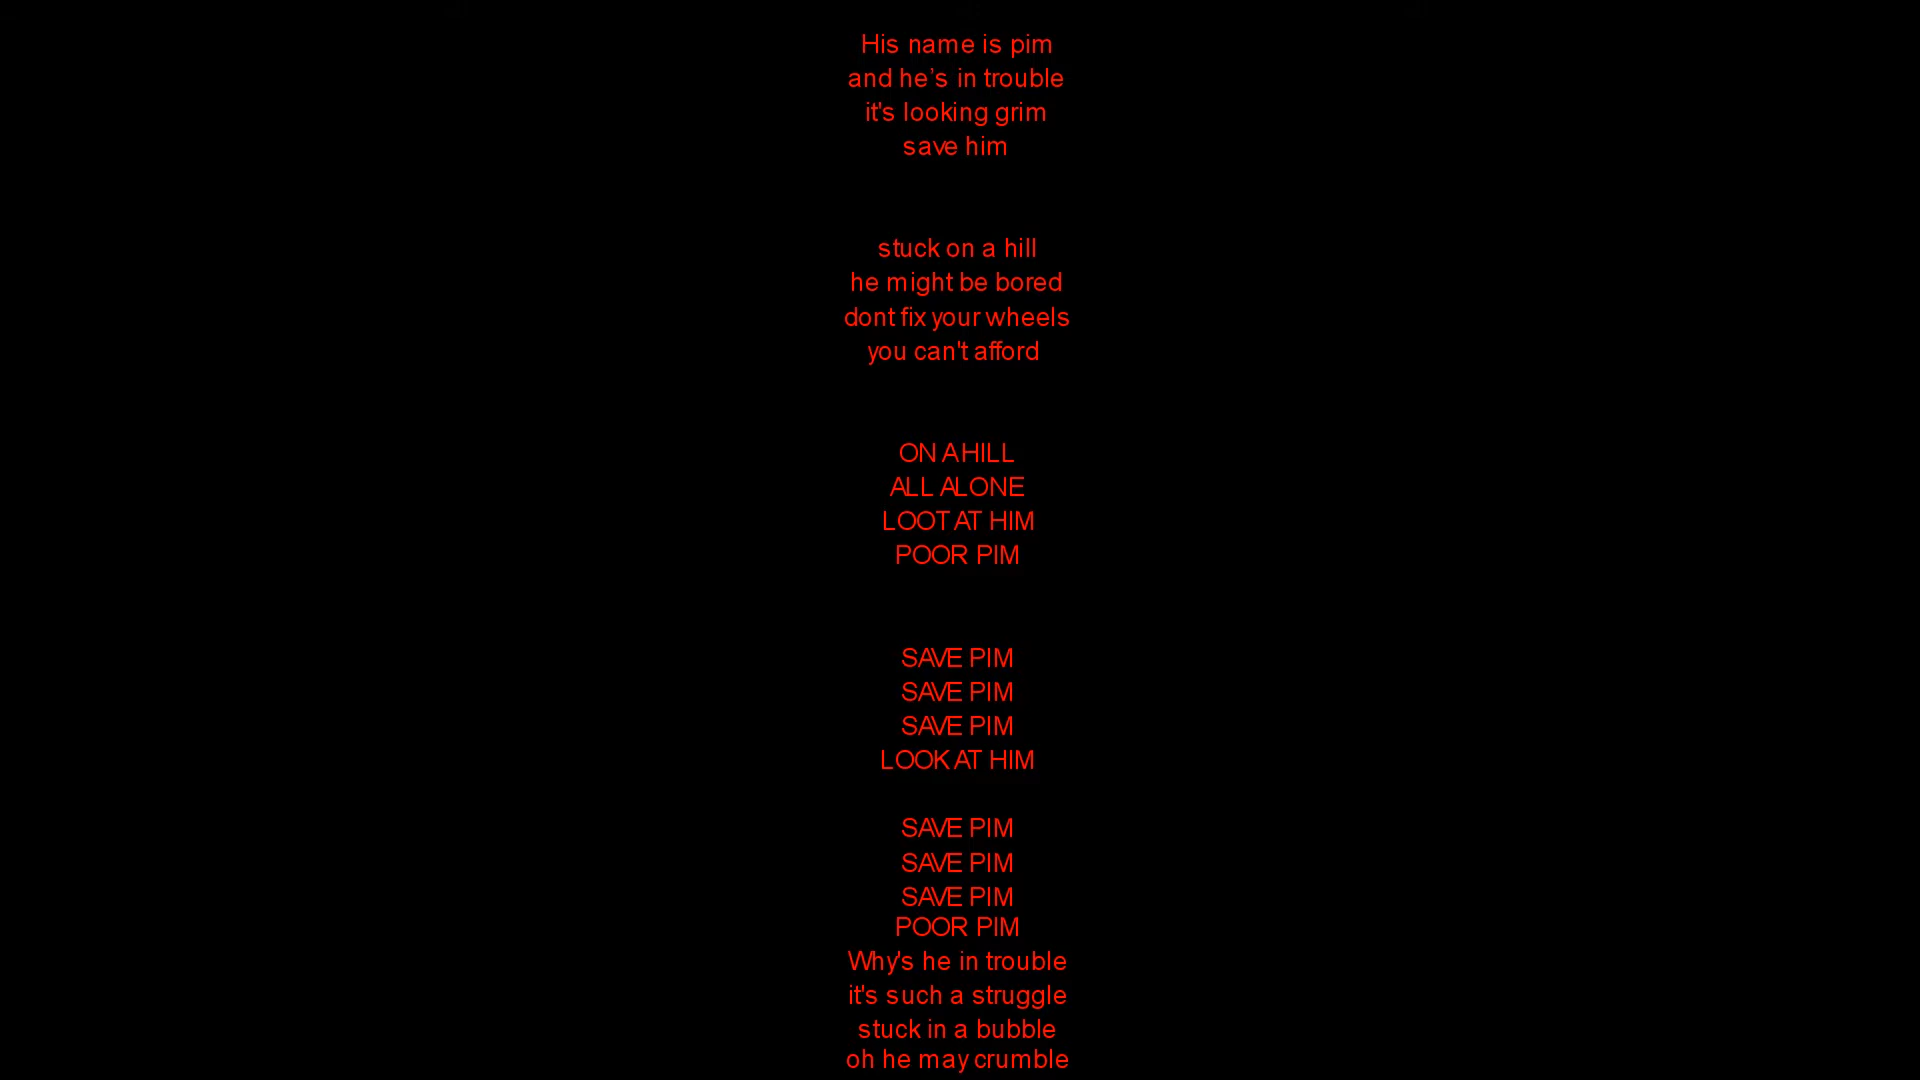 His name is pim
and he’s in trouble
it's looking grim
save him
stuck on a hill
he might be bored
dont fix your wheels
you can't afford
ON A HILL
ALL ALONE
LOOT AT HIM
POOR PIM
SAVE PIM
SAVE PIM
SAVE PIM
LOOK AT HIM
SAVE PIM
SAVE PIM
SAVE PIM
POOR PIM
Why's he in trouble
it's such a struggle
stuck in a bubble
oh he may crumble